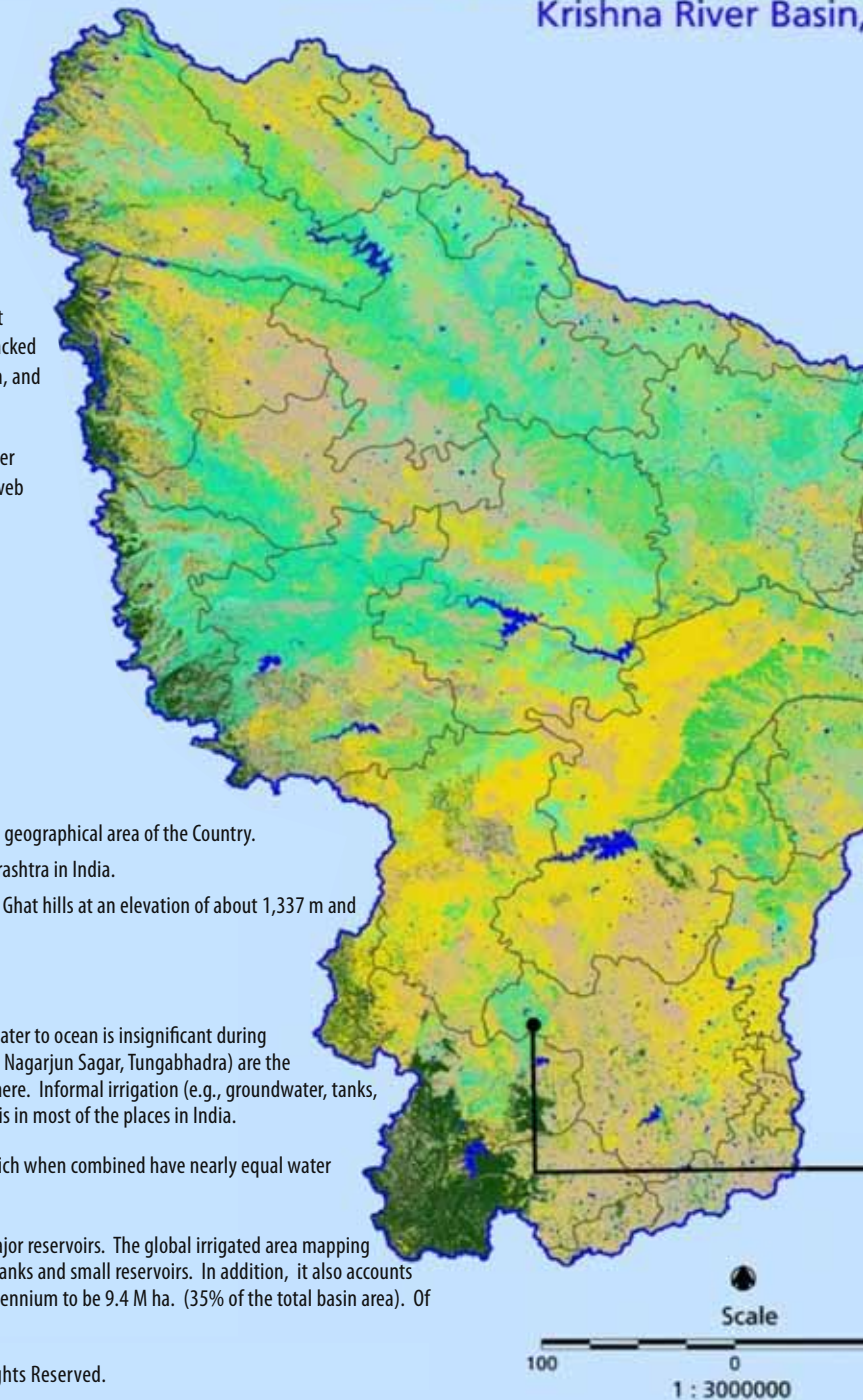 Krishna River Basin,
t
acked
, and
er
web
geographical area of the Country.
rashtra in India.
Ghat hills at an elevation of about 1,337 m and
ater to ocean is insignificant during
Nagarjun Sagar, Tungabhadra) are the
here. Informal irrigation (e.g., groundwater, tanks,
is in most of the places in India.
ich when combined have nearly equal water
ajor reservoirs. The global irrigated area mapping
anks and small reservoirs. In addition, it also accounts
ennium to be 9.4 M ha. (35% of the total basin area). Of
ghts Reserved.
Scale
100 0
1 : 3000000